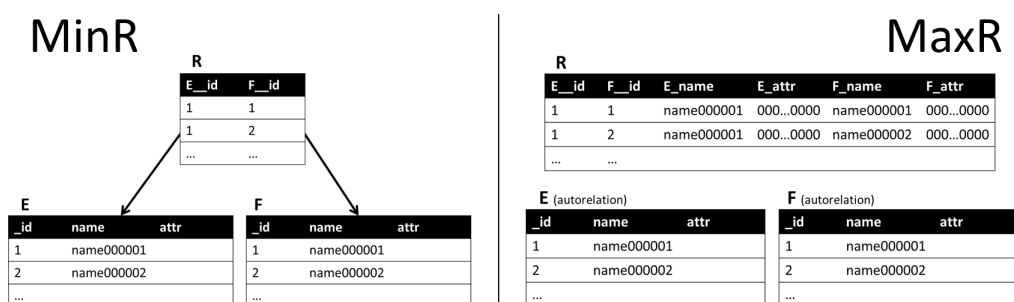 MinR
R
E__id F__id
1 1
1 2
... ...
E
_id name attr
1 name000001
2 name000002
...
F
_id name attr
1 name000001
2 name000002
...
MaxR
R
E__id F__id E_name E_attr F_name F_attr
1 1 name000001 000...0000 name000001 000...0000
1 2 name000001 000...0000 name000002 000...0000
... ...
E (autorelation)
_id name attr
1 name000001
2 name000002
...
F (autorelation)
_id name attr
1 name000001
2 name000002
...